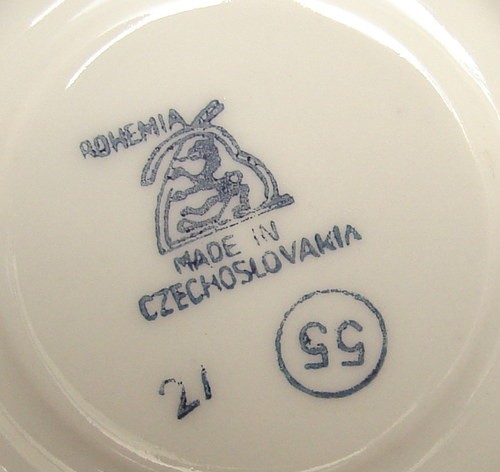 BOHEMIA
MADE IN
CZECHOSLOVAKIA
55
21